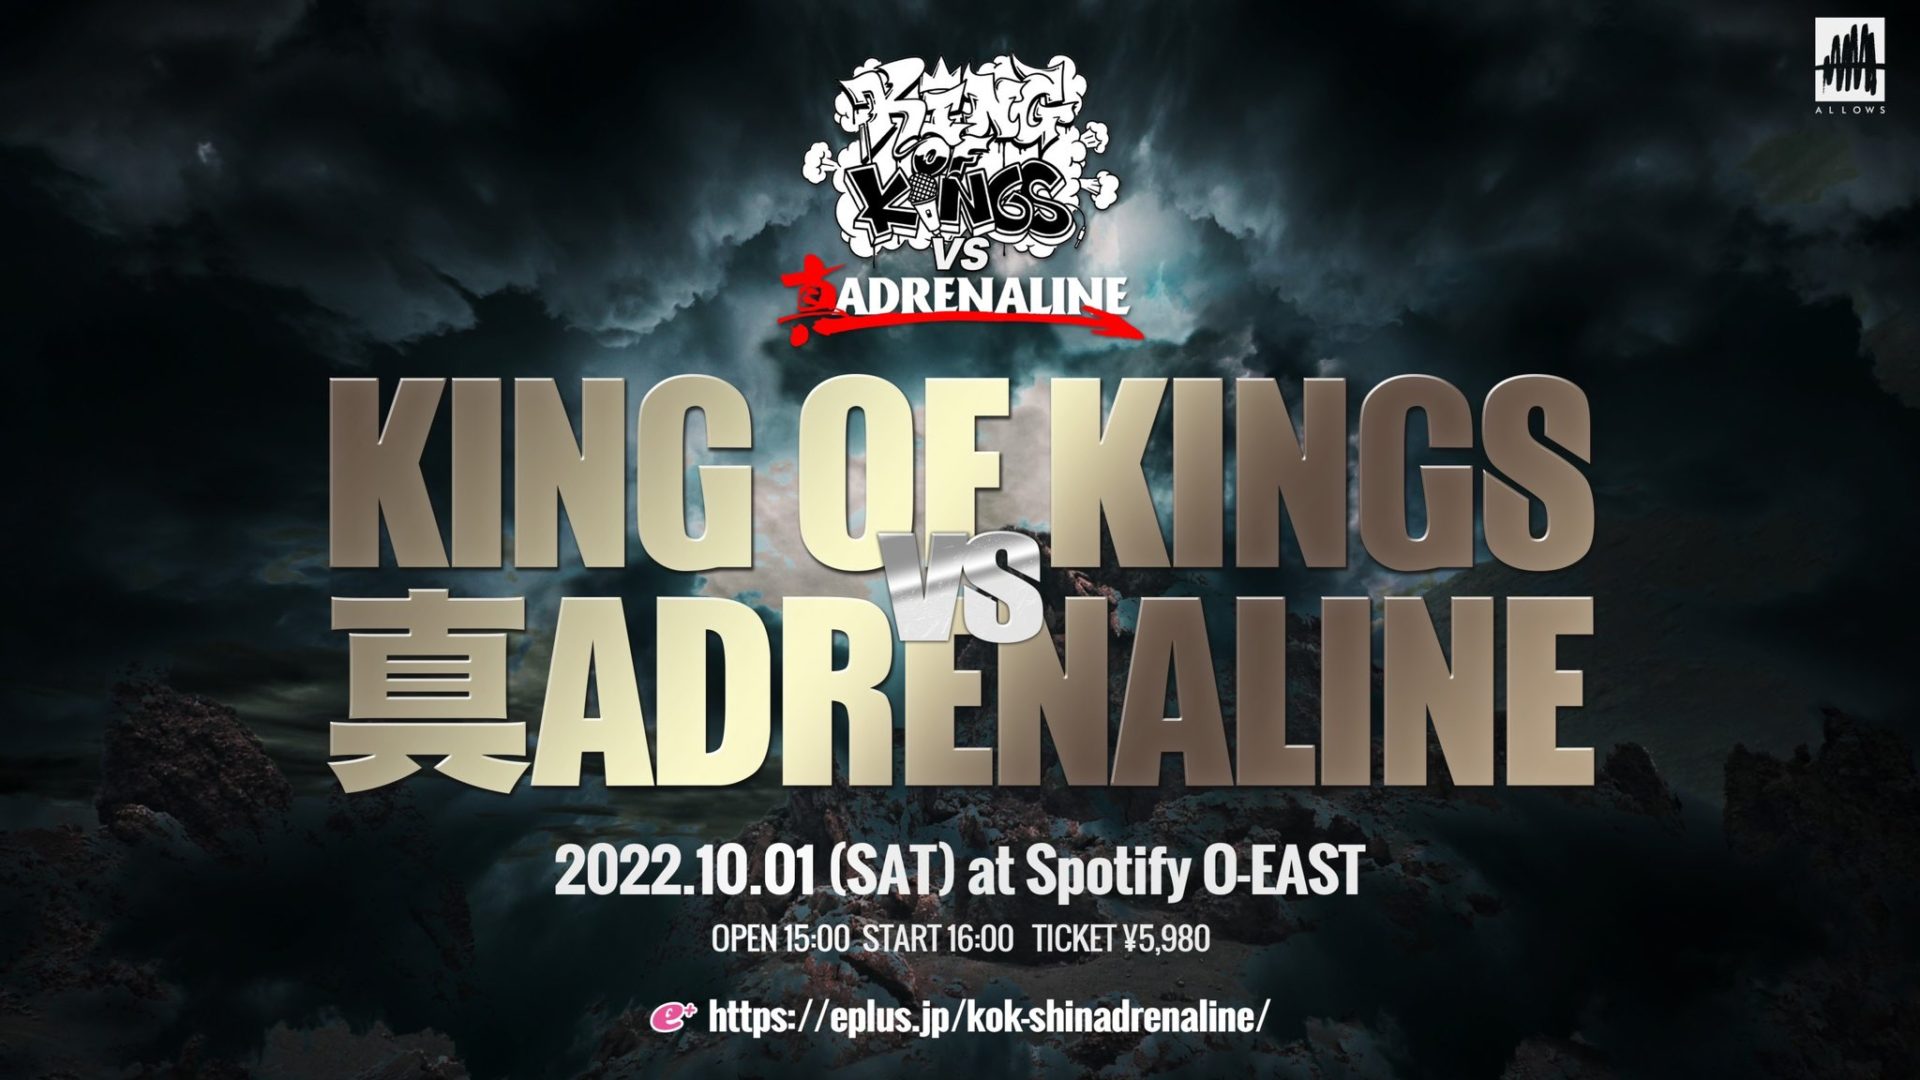 ALLOWS
KING
OF
KINGS
VS
真ADRENALINE
KING OF KINGS
VS
真ADRENALINE
2022.10.01 (SAT) at Spotify O-EAST
OPEN 15:00 START 16:00 TICKET ¥5,980
e+ https://eplus.jp/kok-shinadrenaline/